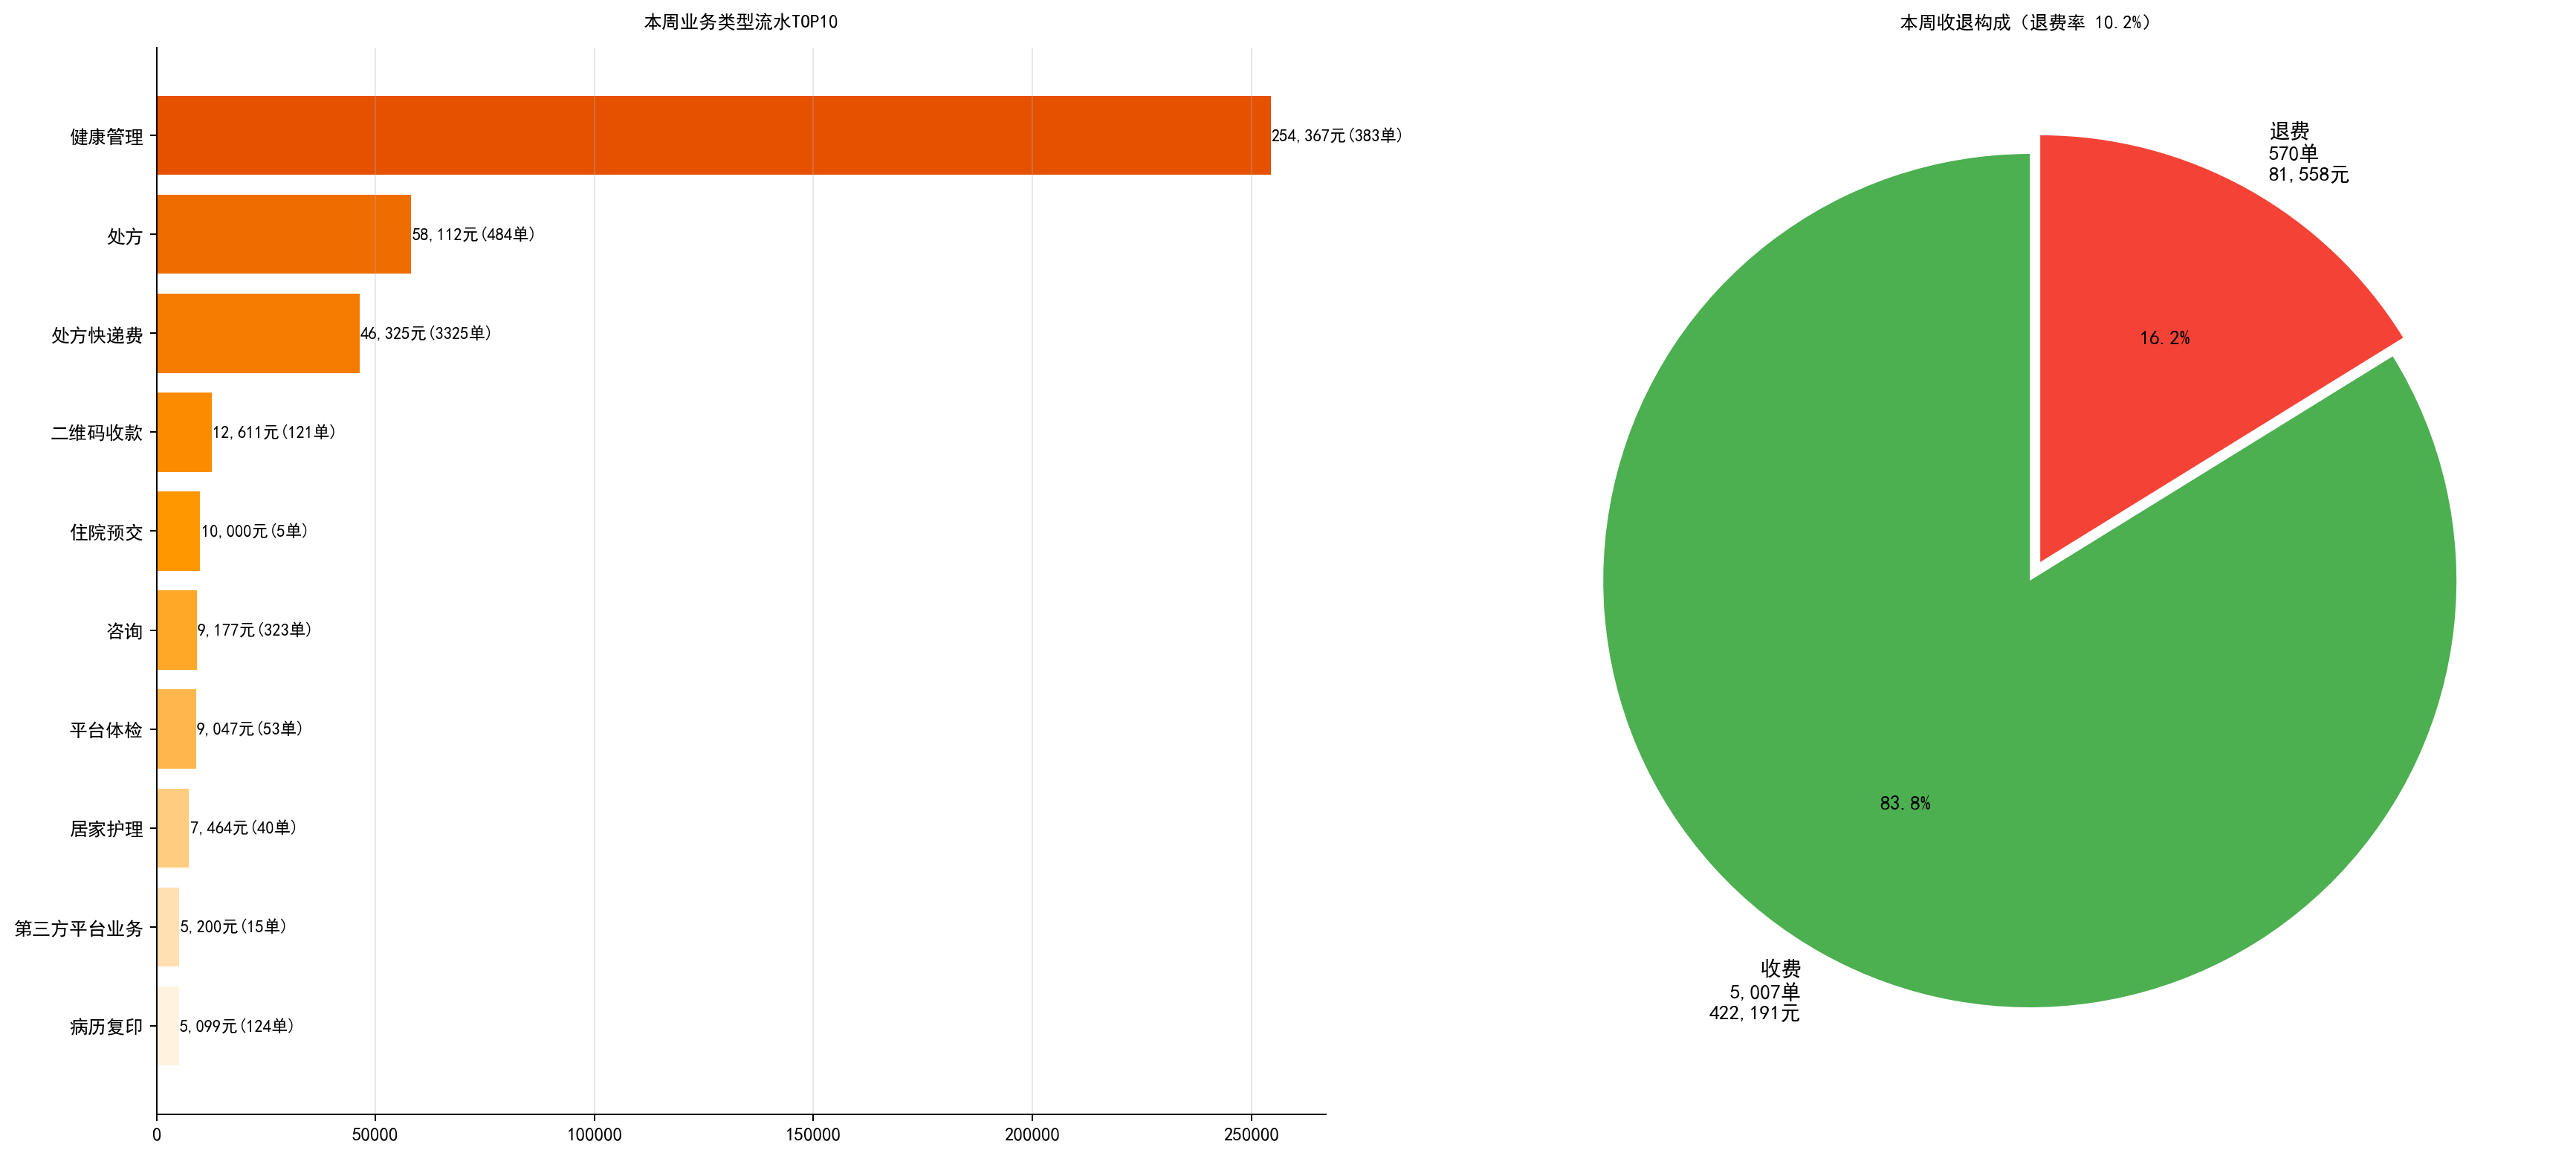 本周业务类型流水TOP10
健康管理
254,367元(383单)
处方
58,112元(484单)
处方快递费
46,325元(3325单)
二维码收款
12,611元(121单)
住院预交
10,000元(5单)
咨询
9,177元(323单)
平台体检
9,047元(53单)
居家护理
7,464元(40单)
第三方平台业务
5,200元(15单)
病历复印
5,099元(124单)
0
50000
100000
150000
200000
250000
本周收退构成（退费率 10.2%）
退费
570单
81,558元
16.2%
83.8%
收费
5,007单
422,191元